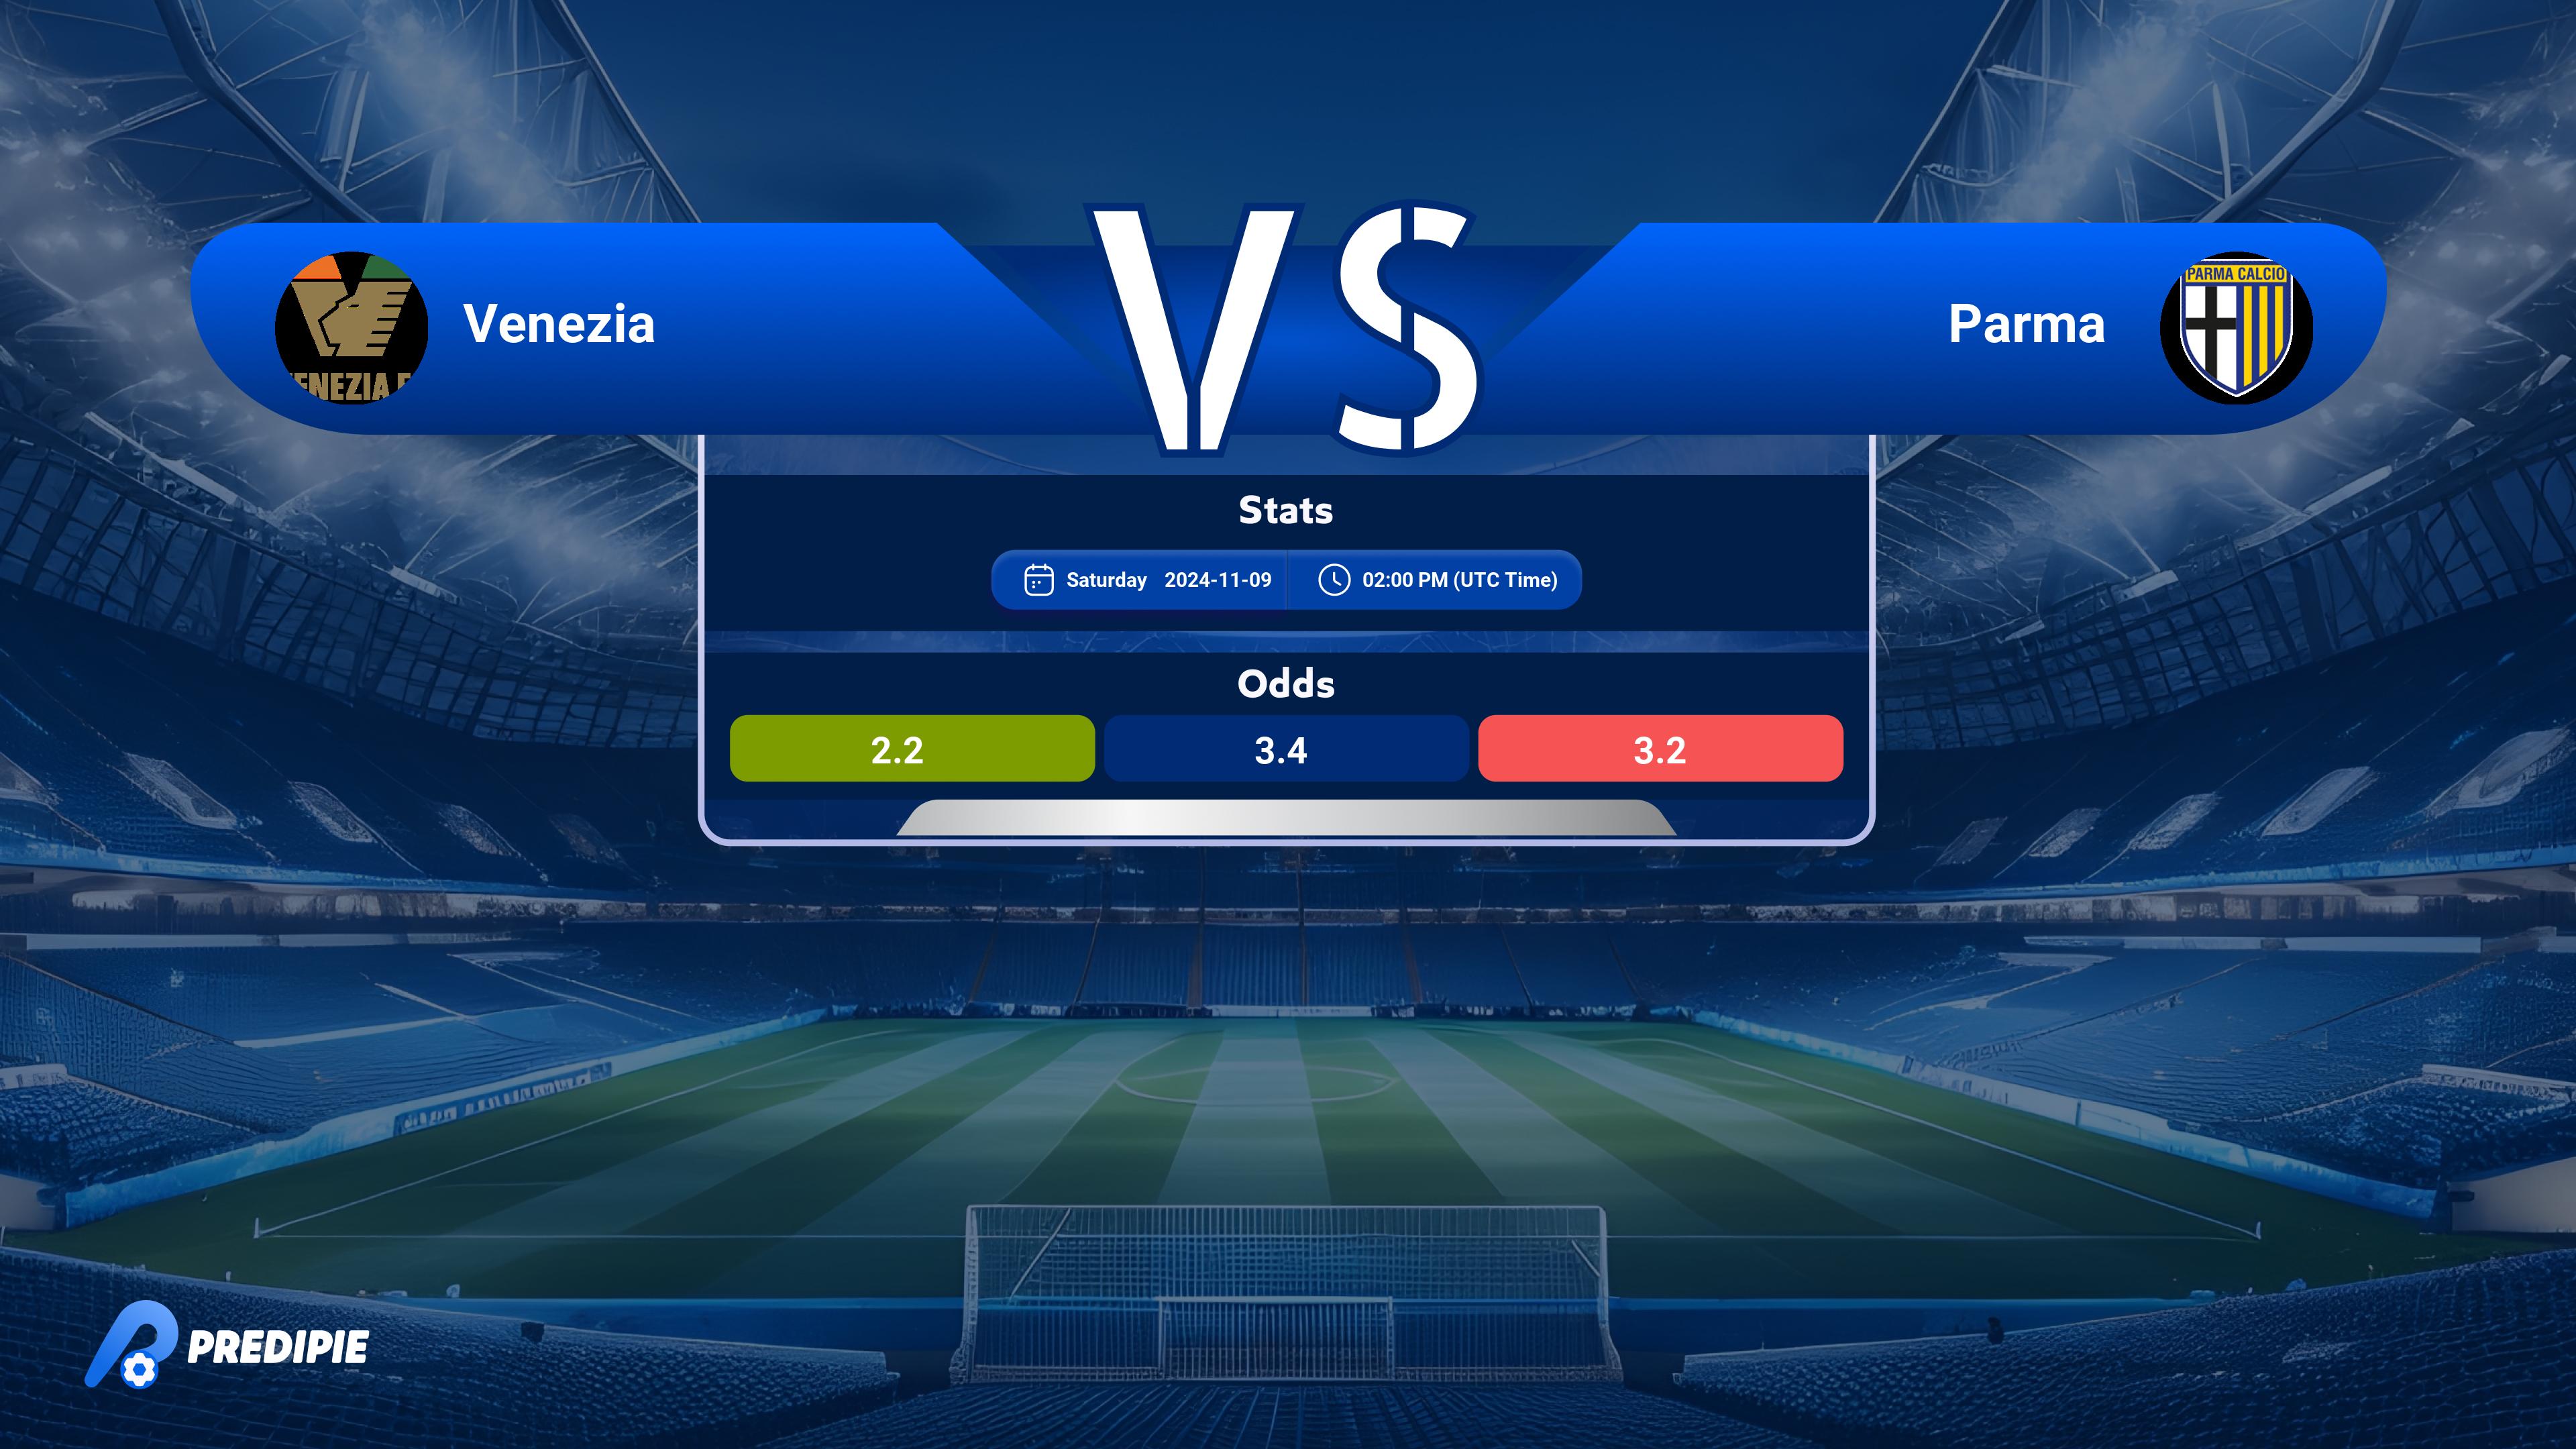 VS
Venezia
Parma
PARMA CALCIO
Stats
Saturday 2024-11-09 02:00 PM (UTC Time)
Odds
2.2 3.4 3.2
PREDIPIE